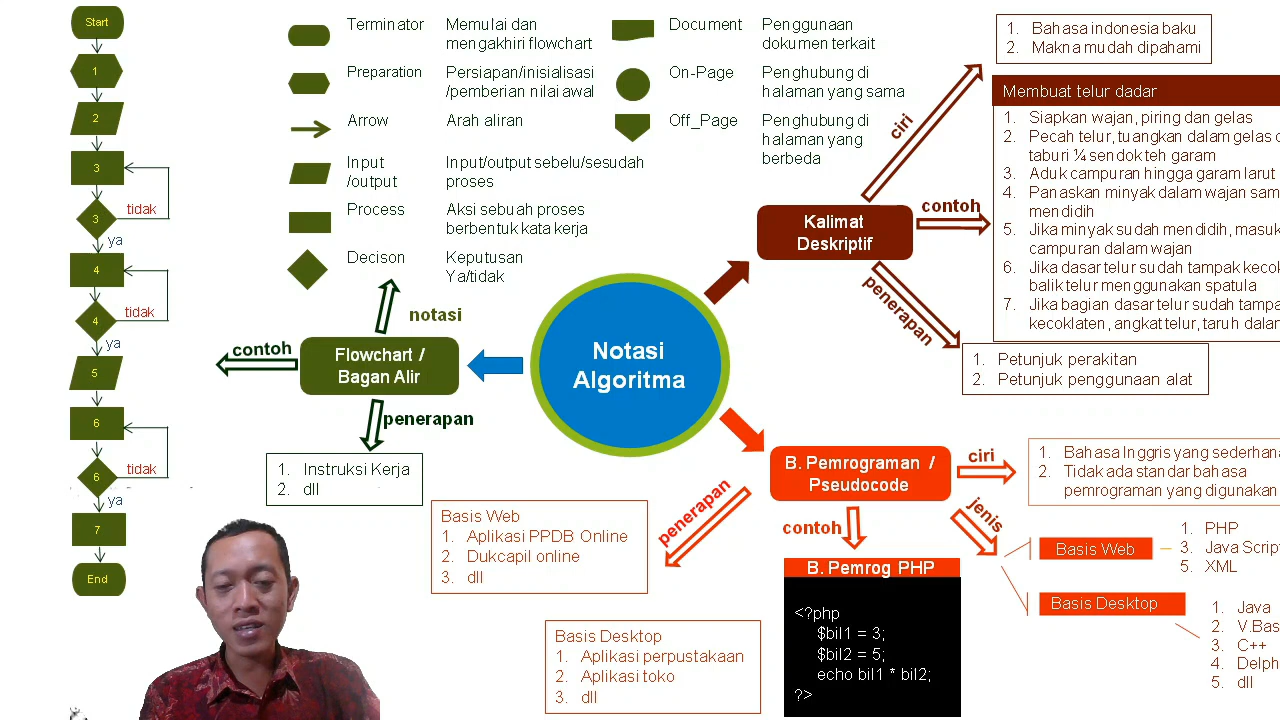 Start
1
2
3
tidak
3
ya
4
tidak
4
ya
5
6
tidak
6
ya
7
End
Terminator
Memulai dan
mengakhiri flowchart
Preparation
Persiapan/inisialisasi
/pemberian nilai awal
Arrow
Arah aliran
Input
/output
Input/output sebelu/sesudah
proses
Process
Aksi sebuah proses
berbentuk kata kerja
Decison
Keputusan
Ya/tidak
Document
Penggunaan
dokumen terkait
On-Page
Penghubung di
halaman yang sama
Off_Page
Penghubung di
halaman yang
berbeda
notasi
contoh
Flowchart /
Bagan Alir
penerapan
1. Instruksi Kerja
2. dll
Notasi
Algoritma
Kalimat
Deskriptif
ciri
1. Bahasa indonesia baku
2. Makna mudah dipahami
contoh
Membuat telur dadar
1. Siapkan wajan, piring dan gelas
2. Pecah telur, tuangkan dalam gelas d
taburi ¼ sendok teh garam
3. Aduk campuran hingga garam larut
4. Panaskan minyak dalam wajan sam
mendidih
5. Jika minyak sudah mendidih, masuk
campuran dalam wajan
6. Jika dasar telur sudah tampak kecok
balik telur menggunakan spatula
7. Jika bagian dasar telur sudah tampa
kecoklaten, angkat telur, taruh dalan
penerapan
1. Petunjuk perakitan
2. Petunjuk penggunaan alat
B. Pemrograman /
Pseudocode
ciri
1. Bahasa Inggris yang sederhana
2. Tidak ada standar bahasa
pemrograman yang digunakan
jenis
Basis Web
1. PHP
3. Java Script
5. XML
Basis Desktop
1. Java
2. V.Bas
3. C++
4. Delph
5. dll
contoh
B. Pemrog PHP
<?php
$bil1 = 3;
$bil2 = 5;
echo bil1 * bil2;
?>
penerapan
Basis Web
1. Aplikasi PPDB Online
2. Dukcapil online
3. dll
Basis Desktop
1. Aplikasi perpustakaan
2. Aplikasi toko
3. dll